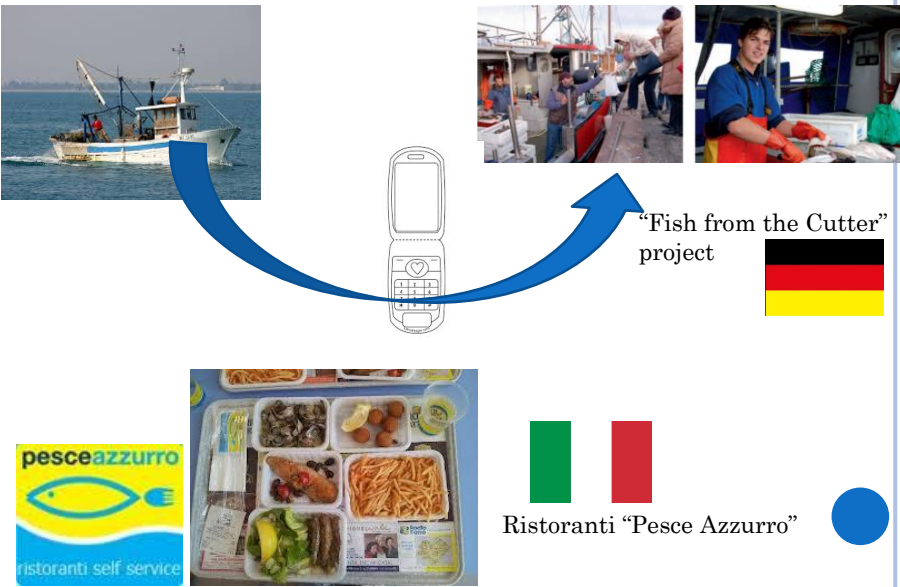 “Fish from the Cutter”
project
pesceazzurro
ristoranti self service
Ristoranti “Pesce Azzurro”